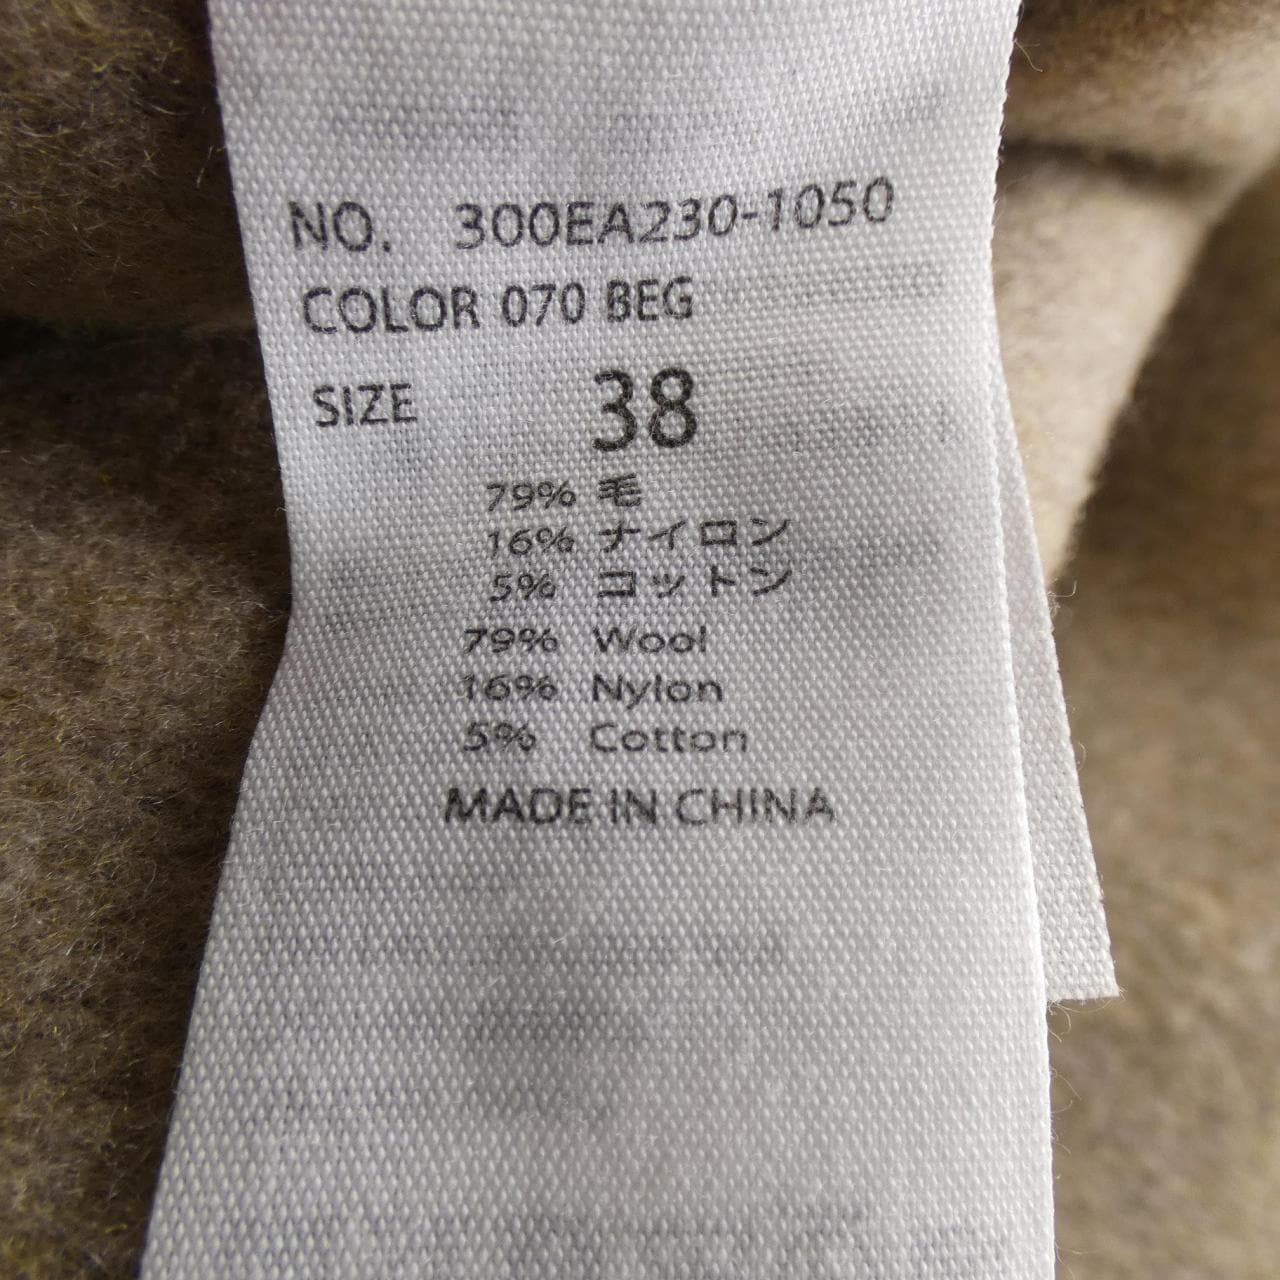 NO. 300EA230-1050
COLOR 070 BEG
SIZE 38
79% 毛
16% ナイロン
5% コットン
79% Wool
16% Nylon
5% Cotton
MADE IN CHINA